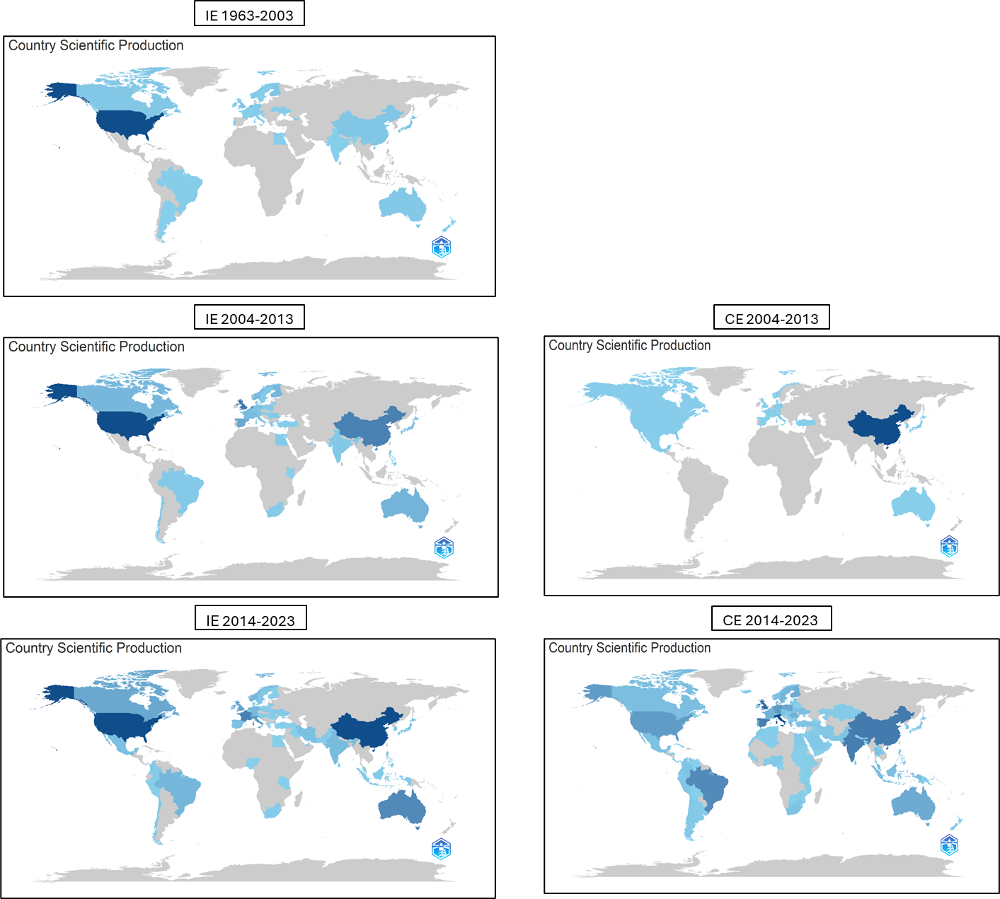 IE 1963-2003
Country Scientific Production
IE 2004-2013
CE 2004-2013
Country Scientific Production
Country Scientific Production
IE 2014-2023
CE 2014-2023
Country Scientific Production
Country Scientific Production